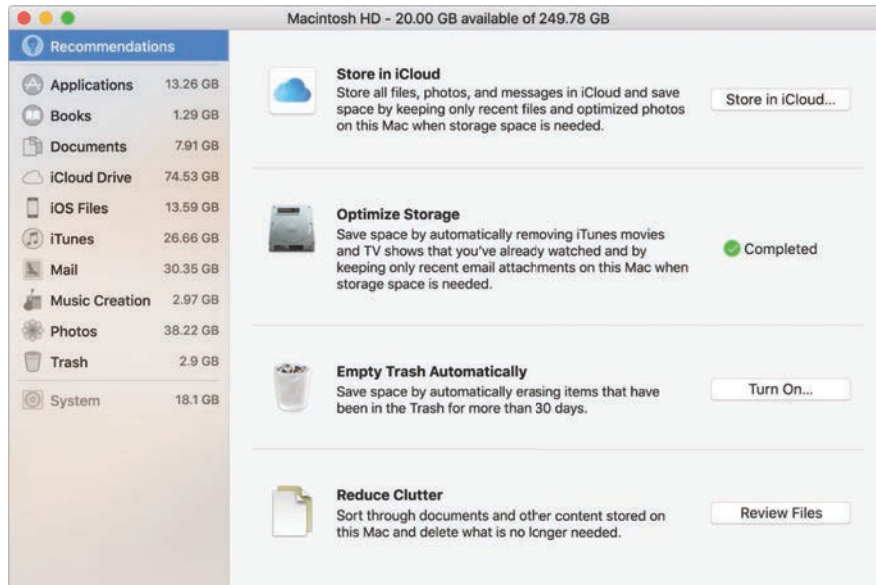 Macintosh HD - 20.00 GB available of 249.78 GB
Recommendations
Applications 13.26 GB
Books 1.29 GB
Documents 7.91 GB
iCloud Drive 74.53 GB
iOS Files 13.59 GB
iTunes 26.66 GB
Mail 30.35 GB
Music Creation 2.97 GB
Photos 38.22 GB
Trash 2.9 GB
System 18.1 GB
Store in iCloud
Store all files, photos, and messages in iCloud and save
space by keeping only recent files and optimized photos
on this Mac when storage space is needed.
Store in iCloud...
Optimize Storage
Save space by automatically removing iTunes movies
and TV shows that you've already watched and by
keeping only recent email attachments on this Mac when
storage space is needed.
Completed
Empty Trash Automatically
Save space by automatically erasing items that have
been in the Trash for more than 30 days.
Turn On...
Reduce Clutter
Sort through documents and other content stored on
this Mac and delete what is no longer needed.
Review Files